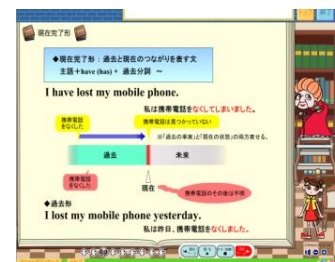 現在完了形
◆現在完了形：過去と現在のつながりを表す文
主語＋have (has)＋ 過去分詞 ～
I have lost my mobile phone.
私は携帯電話をなくしてしまいました。
携帯電話
をなくした
携帯電話は見つかっていない
※「過去の事実」と「現在の状態」の両方表せる。
過去
未来
携帯電話
をなくした
現在
携帯電話のその後は不明
◆過去形
I lost my mobile phone yesterday.
私は昨日、携帯電話をなくしました。